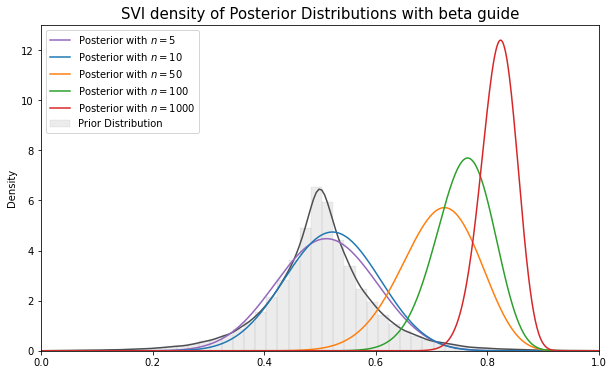 SVI density of Posterior Distributions with beta guide
Posterior with n = 5
Posterior with n = 10
Posterior with n = 50
Posterior with n = 100
Posterior with n = 1000
Prior Distribution
Density
12
10
8
6
4
2
0
0.0 0.2 0.4 0.6 0.8 1.0